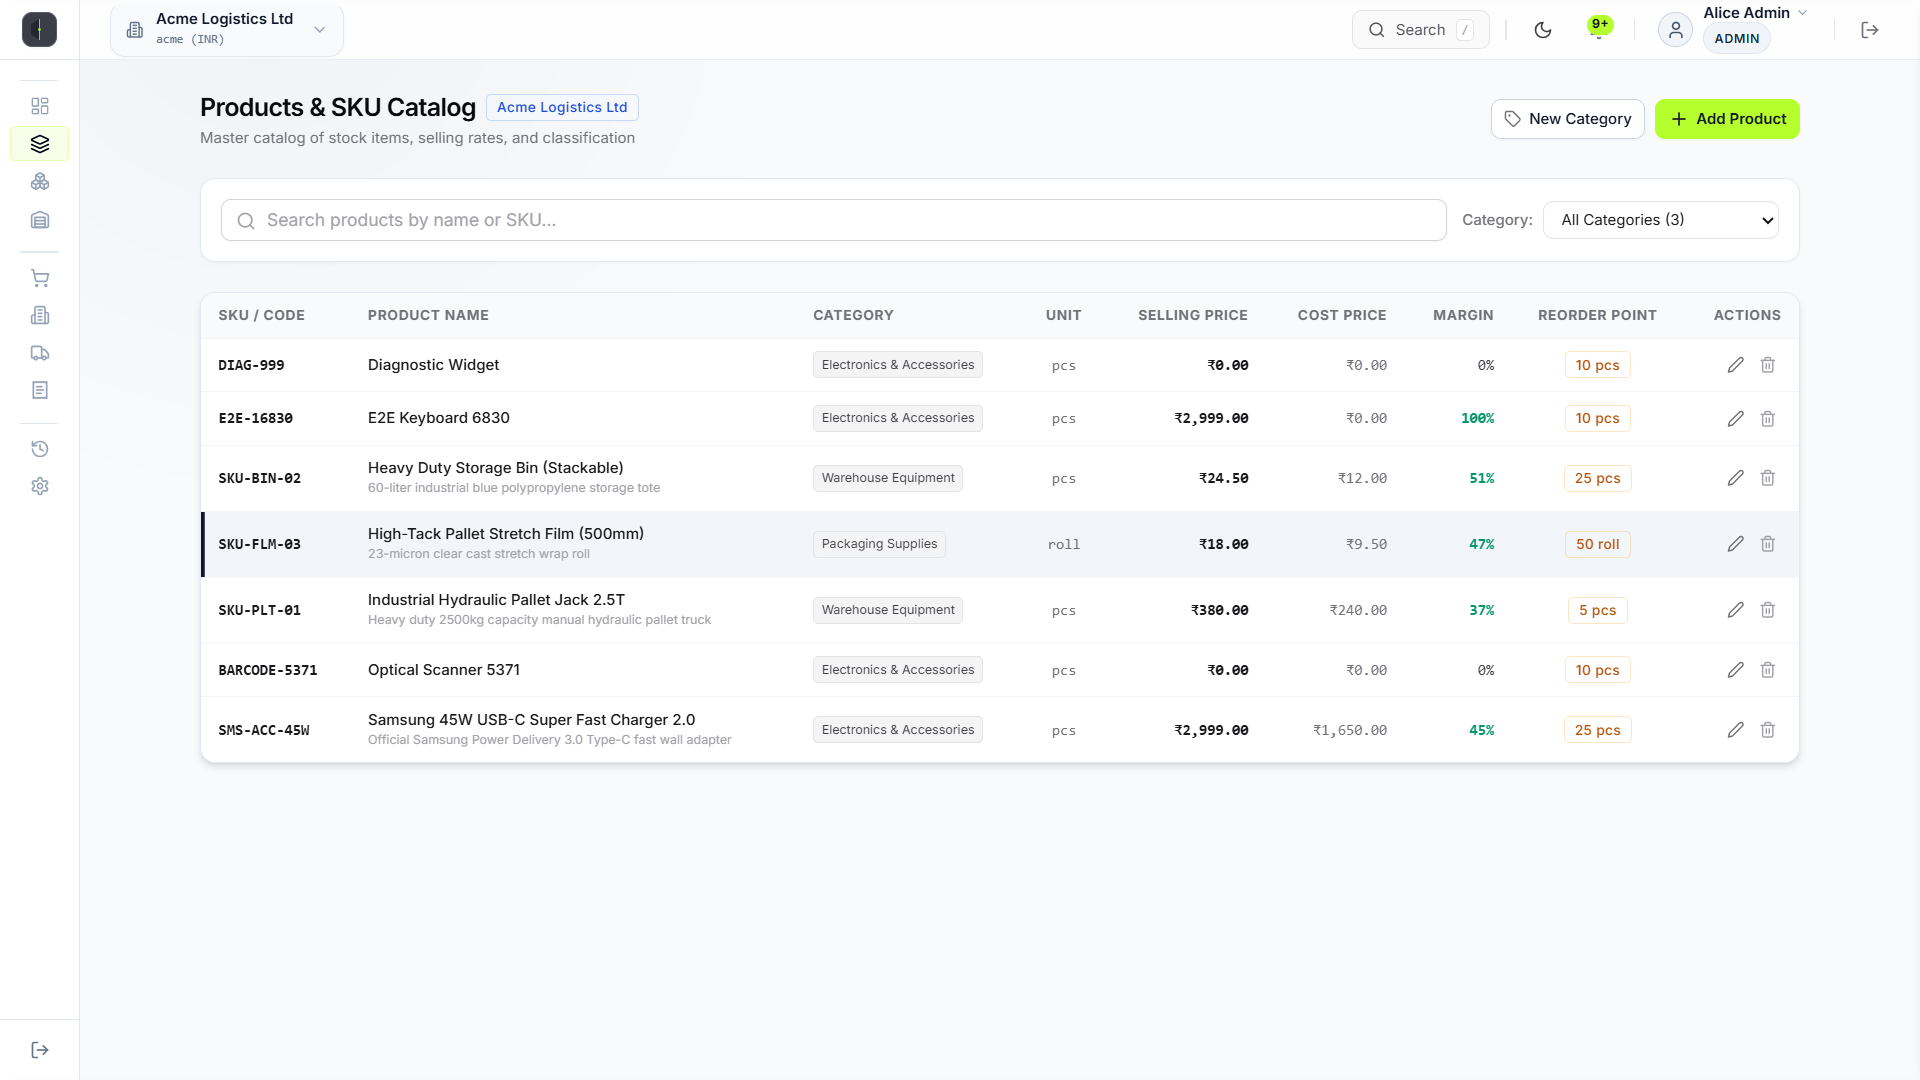 Acme Logistics Ltd
acme (INR)
Search /
9+
Alice Admin
ADMIN
Products & SKU Catalog
Acme Logistics Ltd
Master catalog of stock items, selling rates, and classification
New Category
Add Product
Search products by name or SKU...
Category:
All Categories (3)
SKU / CODE PRODUCT NAME CATEGORY UNIT SELLING PRICE COST PRICE MARGIN REORDER POINT ACTIONS
DIAG-999 Diagnostic Widget Electronics & Accessories pcs ₹0.00 ₹0.00 0% 10 pcs
E2E-16830 E2E Keyboard 6830 Electronics & Accessories pcs ₹2,999.00 ₹0.00 100% 10 pcs
SKU-BIN-02 Heavy Duty Storage Bin (Stackable) Warehouse Equipment pcs ₹24.50 ₹12.00 51% 25 pcs
60-liter industrial blue polypropylene storage tote
SKU-FLM-03 High-Tack Pallet Stretch Film (500mm) Packaging Supplies roll ₹18.00 ₹9.50 47% 50 roll
23-micron clear cast stretch wrap roll
SKU-PLT-01 Industrial Hydraulic Pallet Jack 2.5T Warehouse Equipment pcs ₹380.00 ₹240.00 37% 5 pcs
Heavy duty 2500kg capacity manual hydraulic pallet truck
BARCODE-5371 Optical Scanner 5371 Electronics & Accessories pcs ₹0.00 ₹0.00 0% 10 pcs
SMS-ACC-45W Samsung 45W USB-C Super Fast Charger 2.0 Electronics & Accessories pcs ₹2,999.00 ₹1,650.00 45% 25 pcs
Official Samsung Power Delivery 3.0 Type-C fast wall adapter